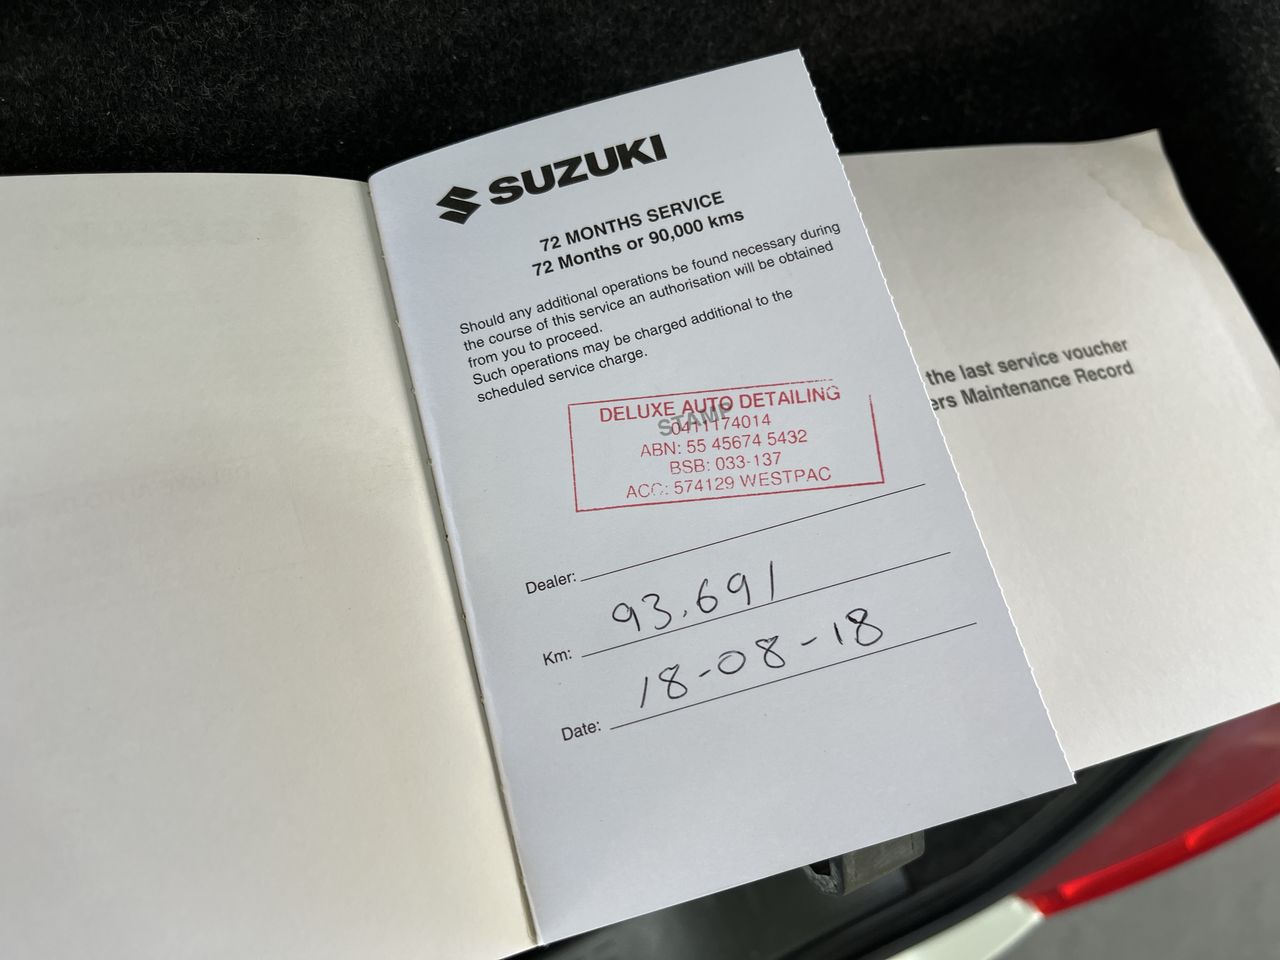 SUZUKI
72 MONTHS SERVICE
72 Months or 90,000 kms
Should any additional operations be found necessary during
the course of this service an authorisation will be obtained
from you to proceed.
Such operations may be charged additional to the
scheduled service charge.
STAMP
DELUXE AUTO DETAILING
0411174014
ABN: 55 45674 5432
BSB: 033-137
ACC: 574129 WESTPAC
Dealer:
Km: 93.691
Date: 18-08-18
the last service voucher
ers Maintenance Record